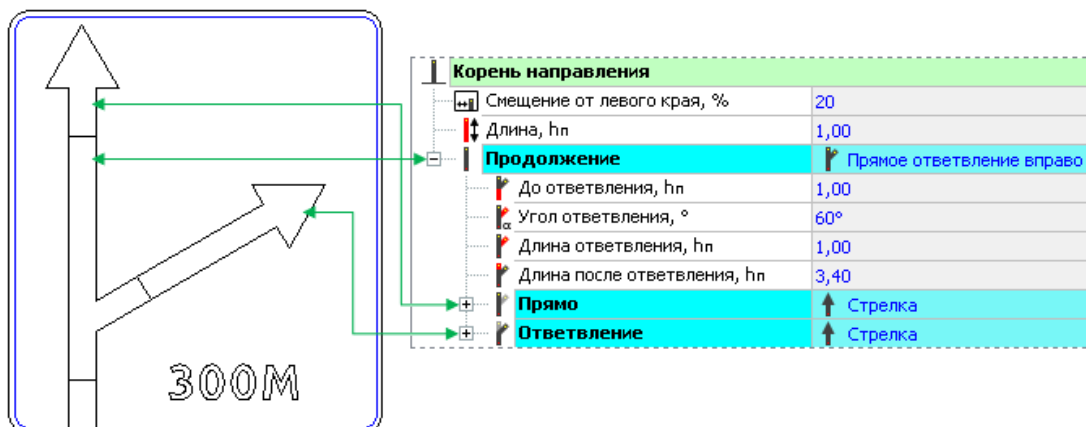 300М
Корень направления
Смещение от левого края, % 20
Длина, hп 1,00
Продолжение Прямое ответвление вправо
До ответвления, hп 1,00
Угол ответвления, ° 60°
Длина ответвления, hп 1,00
Длина после ответвления, hп 3,40
Прямо Стрелка
Ответвление Стрелка